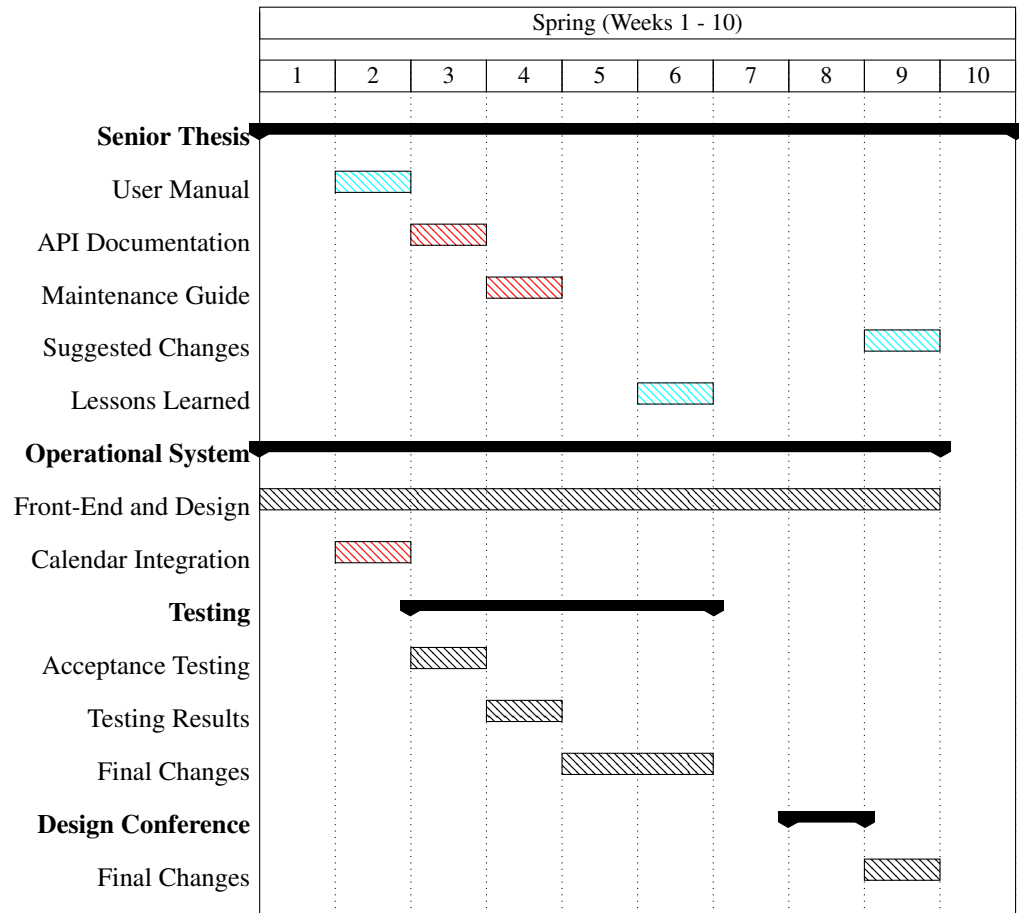 Spring (Weeks 1 - 10)
1 2 3 4 5 6 7 8 9 10
Senior Thesis
User Manual
API Documentation
Maintenance Guide
Suggested Changes
Lessons Learned
Operational System
Front-End and Design
Calendar Integration
Testing
Acceptance Testing
Testing Results
Final Changes
Design Conference
Final Changes